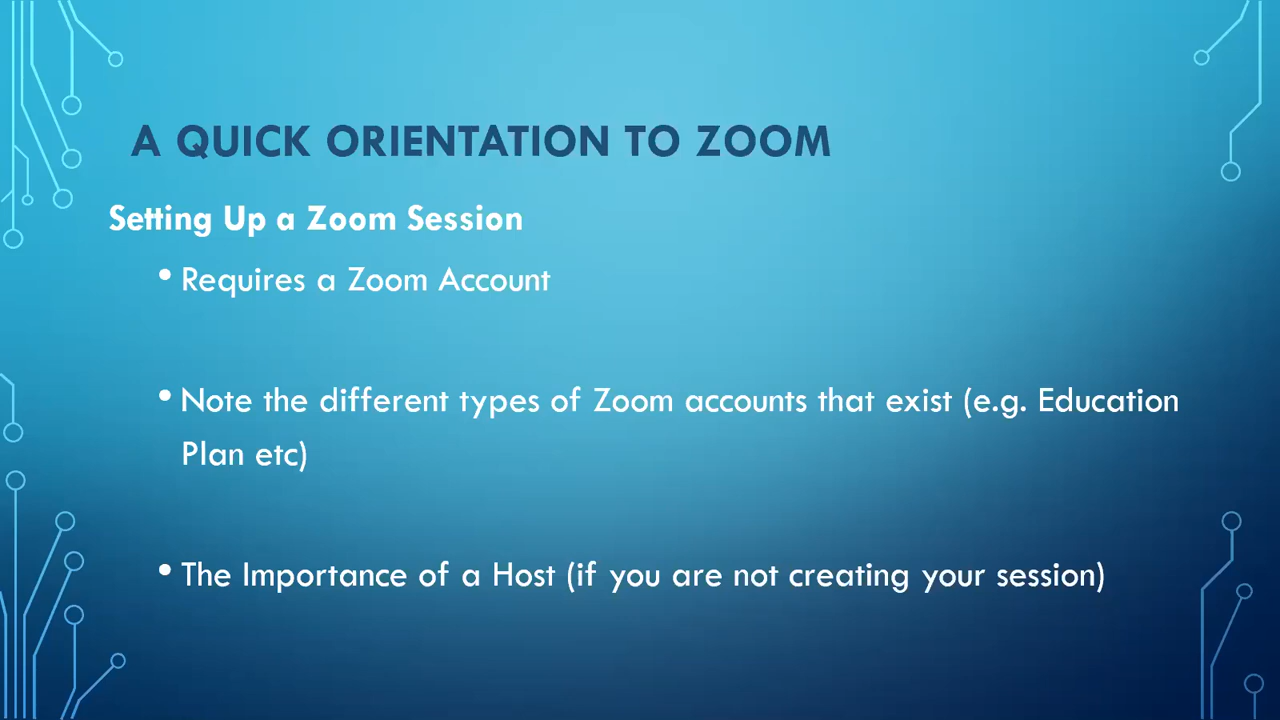 A QUICK ORIENTATION TO ZOOM
Setting Up a Zoom Session
• Requires a Zoom Account
• Note the different types of Zoom accounts that exist (e.g. Education
Plan etc)
• The Importance of a Host (if you are not creating your session)